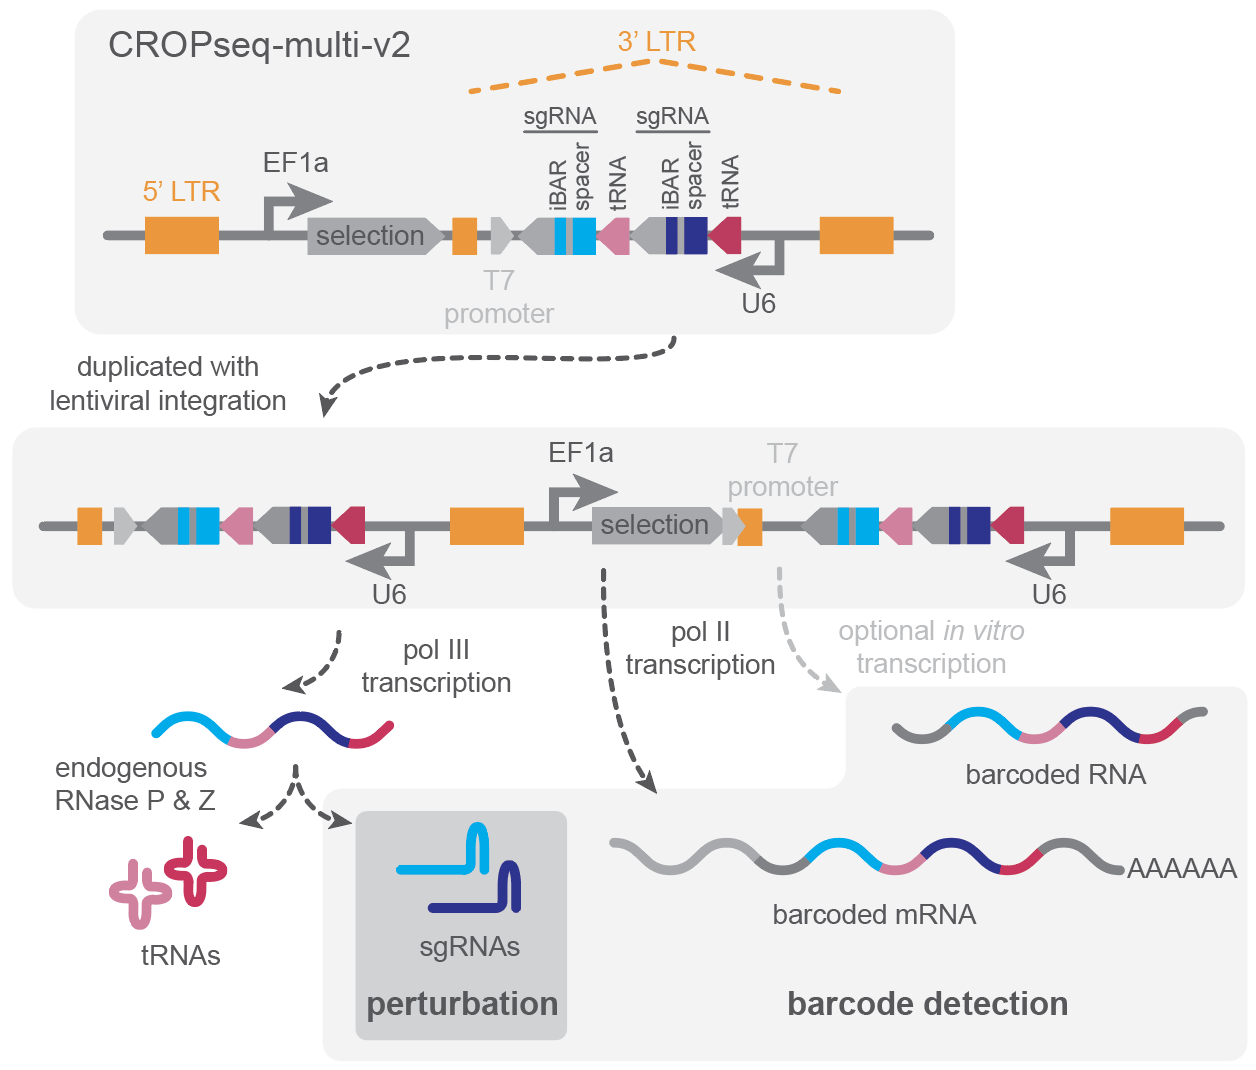 CROPseq-multi-v2
3’ LTR
sgRNA
sgRNA
EF1a
iBAR
spacer
tRNA
iBAR
spacer
tRNA
5’ LTR
selection
T7
promoter
U6
duplicated with
lentiviral integration
EF1a
T7
promoter
selection
U6
U6
pol III
transcription
pol II
transcription
optional in vitro
transcription
endogenous
RNase P & Z
barcoded RNA
AAAAAA
barcoded mRNA
tRNAs
sgRNAs
perturbation
barcode detection